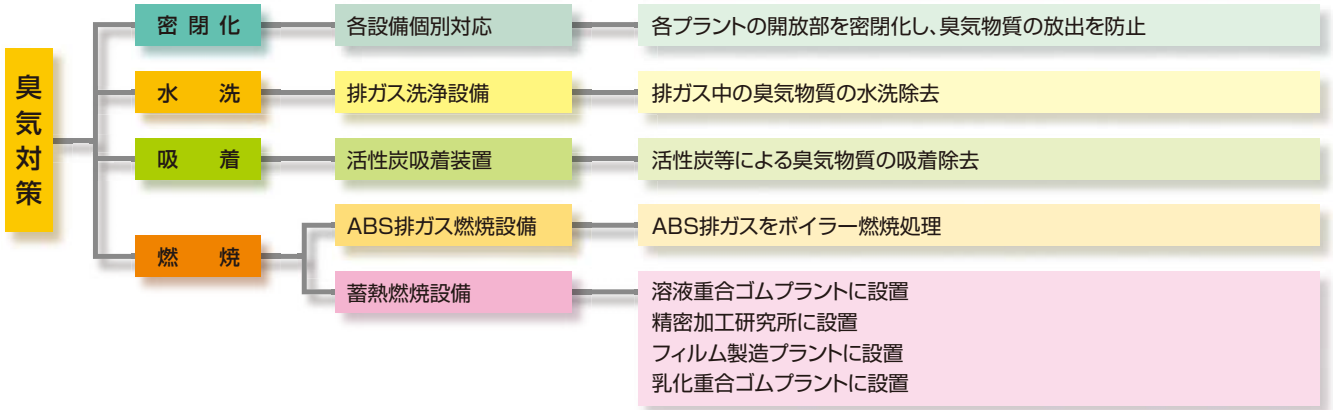 臭気対策
密閉化
各設備個別対応
各プラントの開放部を密閉化し、臭気物質の放出を防止
水洗
排ガス洗浄設備
排ガス中の臭気物質の水洗除去
吸着
活性炭吸着装置
活性炭等による臭気物質の吸着除去
燃焼
ABS排ガス燃焼設備
ABS排ガスをボイラー燃焼処理
蓄熱燃焼設備
溶液重合ゴムプラントに設置
精密加工研究所に設置
フィルム製造プラントに設置
乳化重合ゴムプラントに設置